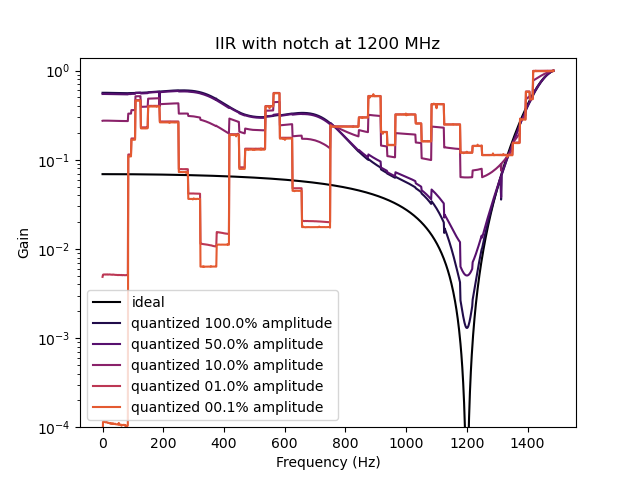 IIR with notch at 1200 MHz
10⁰
10⁻¹
10⁻²
10⁻³
10⁻⁴
Gain
ideal
quantized 100.0% amplitude
quantized 50.0% amplitude
quantized 10.0% amplitude
quantized 01.0% amplitude
quantized 00.1% amplitude
0 200 400 600 800 1000 1200 1400
Frequency (Hz)